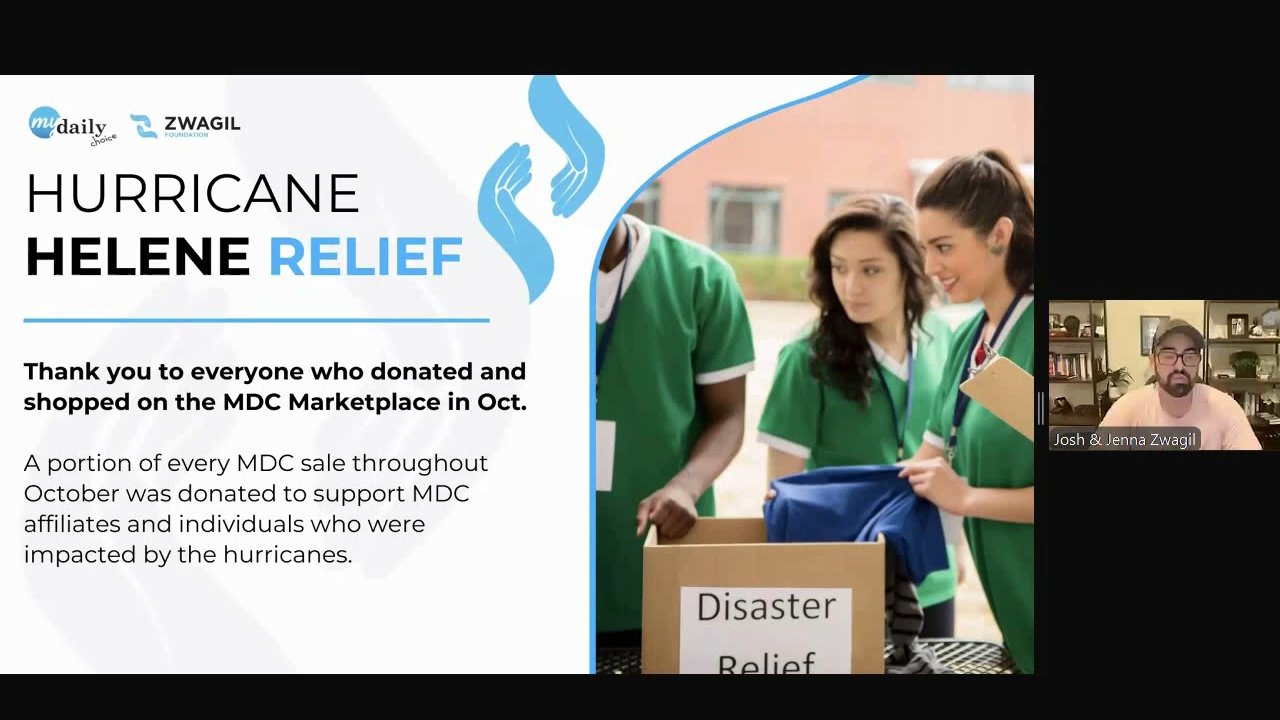 my daily choice
ZWAGIL
FOUNDATION
HURRICANE
HELENE RELIEF
Thank you to everyone who donated and
shopped on the MDC Marketplace in Oct.
A portion of every MDC sale throughout
October was donated to support MDC
affiliates and individuals who were
impacted by the hurricanes.
Disaster
Relief
Josh & Jenna Zwagil